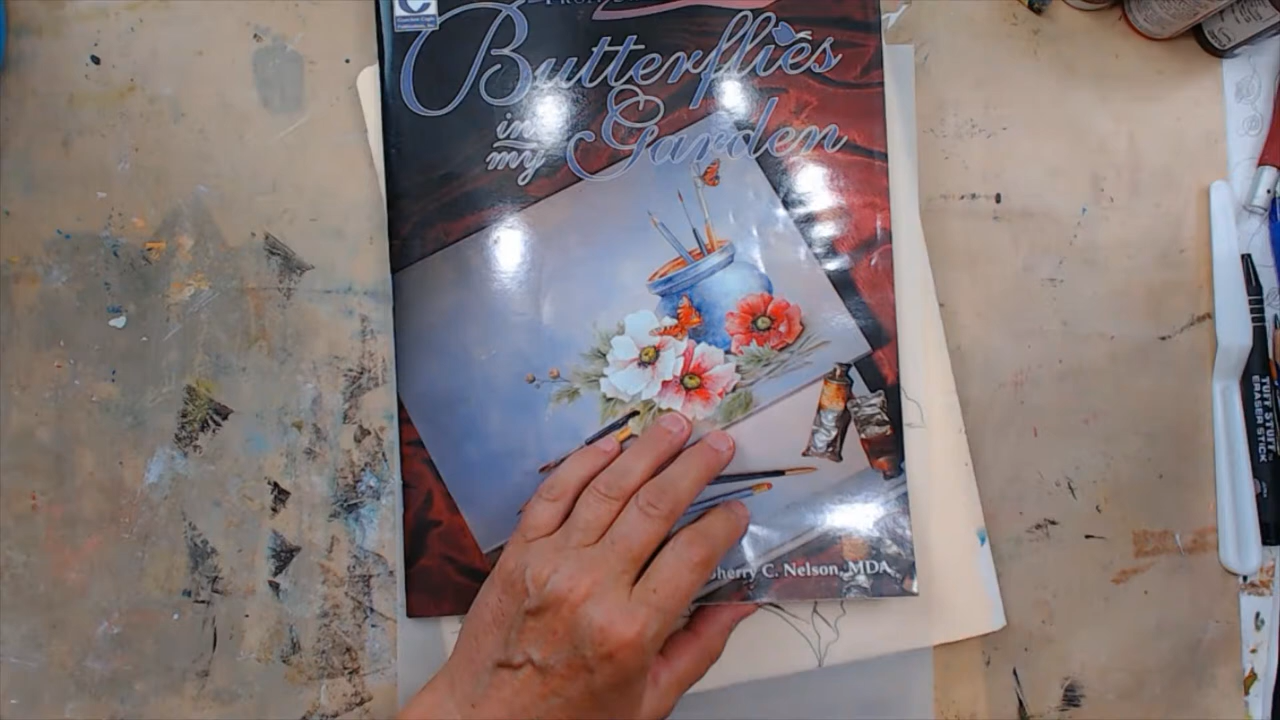 Butterflies
in
my
Garden
Sherry C. Nelson, MDA
TUFF STUFF
ERASER STICK